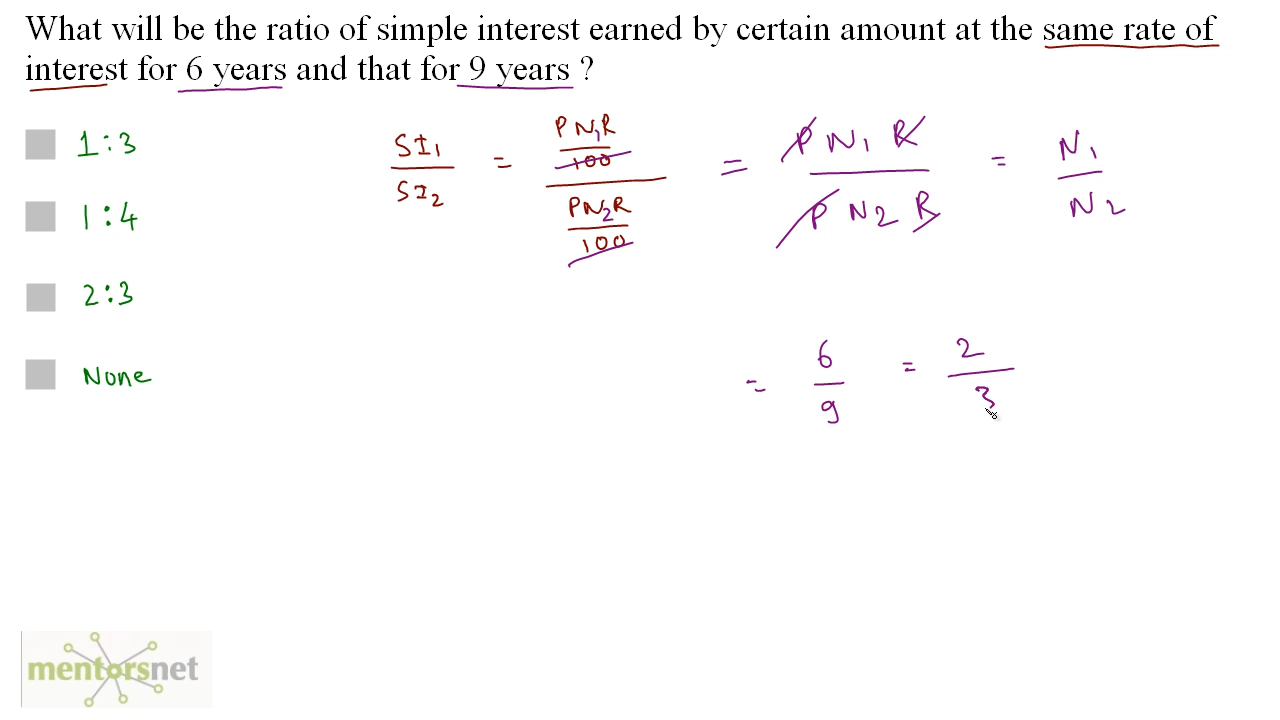 What will be the ratio of simple interest earned by certain amount at the same rate of
interest for 6 years and that for 9 years ?
1:3
1:4
2:3
None
SI₁/SI₂ = (PN₁R/100)/(PN₂R/100) = PN₁R/PN₂R = N₁/N₂
= 6/9 = 2/3
mentorsnet